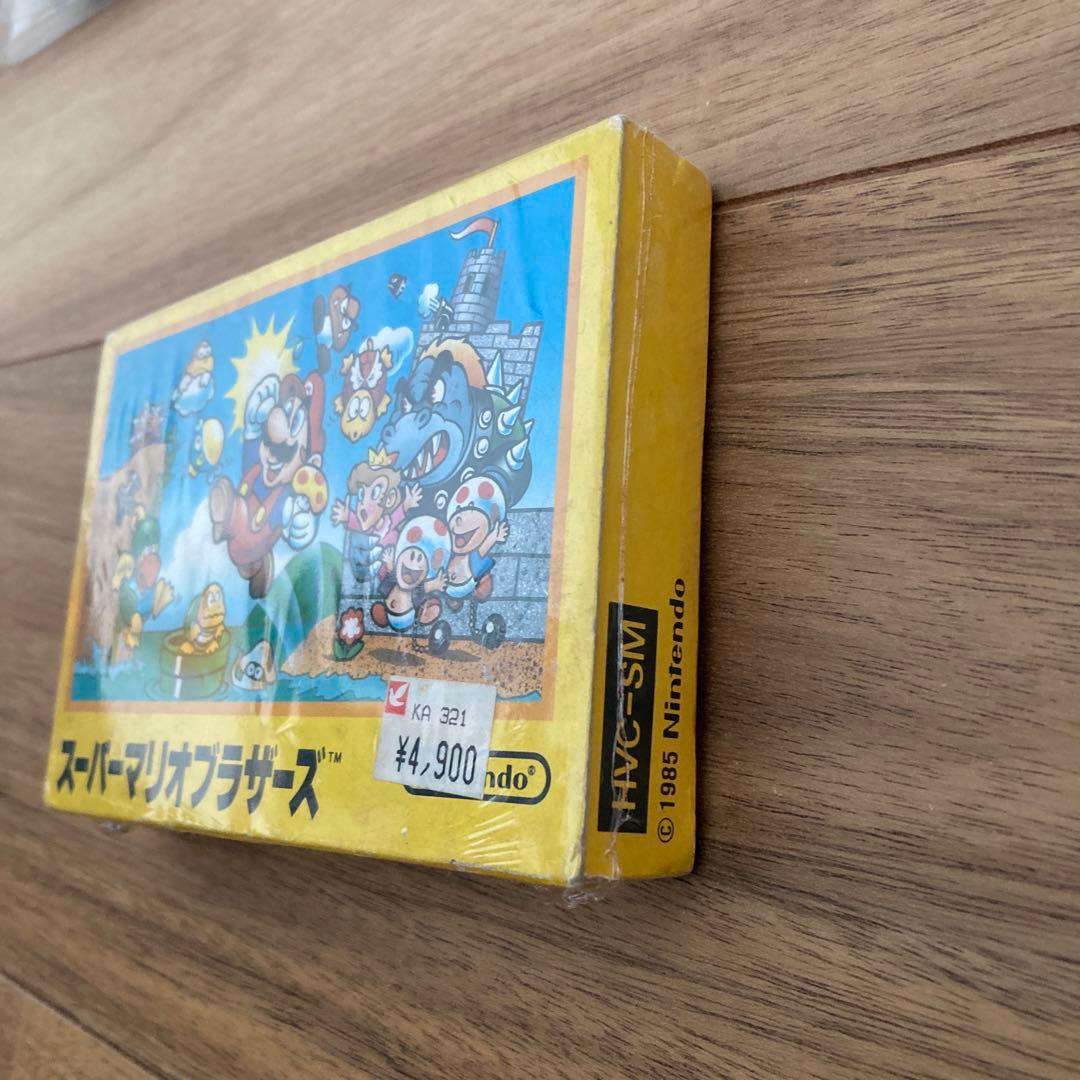 スーパーマリオブラザーズ™
KA 321
¥4,900
ndo®
HVC-SM
©1985 Nintendo